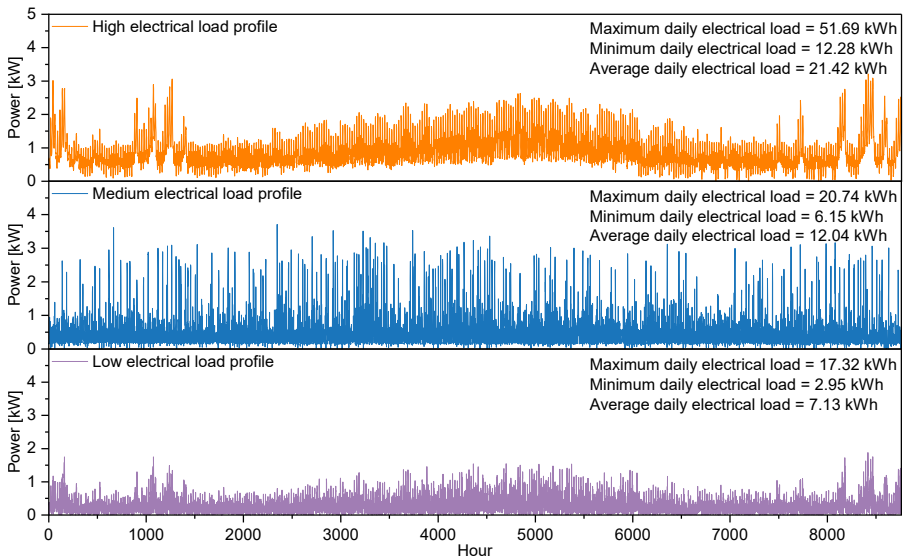 5
High electrical load profile
Maximum daily electrical load = 51.69 kWh
Minimum daily electrical load = 12.28 kWh
Average daily electrical load = 21.42 kWh
4
3
2
1
0
Power [kW]
Medium electrical load profile
Maximum daily electrical load = 20.74 kWh
Minimum daily electrical load = 6.15 kWh
Average daily electrical load = 12.04 kWh
4
3
2
1
0
Power [kW]
Low electrical load profile
Maximum daily electrical load = 17.32 kWh
Minimum daily electrical load = 2.95 kWh
Average daily electrical load = 7.13 kWh
4
3
2
1
0
Power [kW]
0 1000 2000 3000 4000 5000 6000 7000 8000
Hour